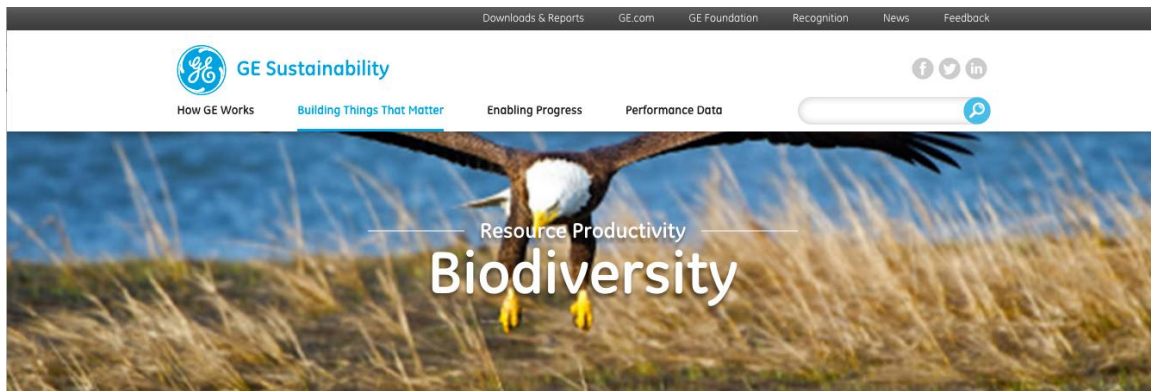 Downloads & Reports GE.com GE Foundation Recognition News Feedback
GE Sustainability
How GE Works Building Things That Matter Enabling Progress Performance Data
Resource Productivity
Biodiversity